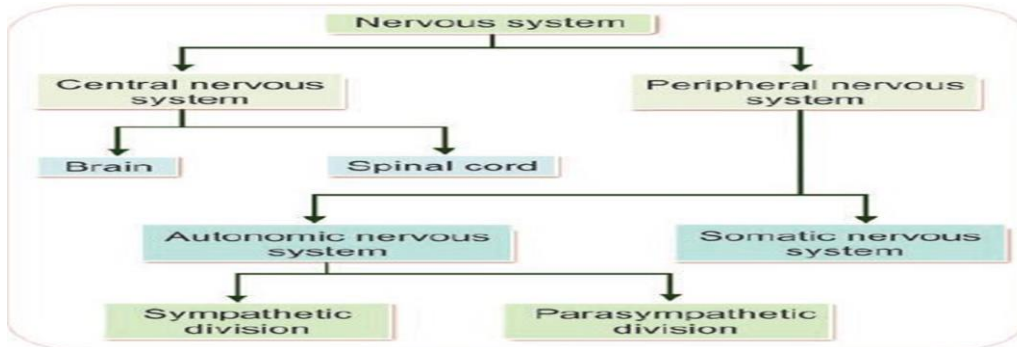 Nervous system
Central nervous
system
Peripheral nervous
system
Brain
Spinal cord
Autonomic nervous
system
Somatic nervous
system
Sympathetic
division
Parasympathetic
division